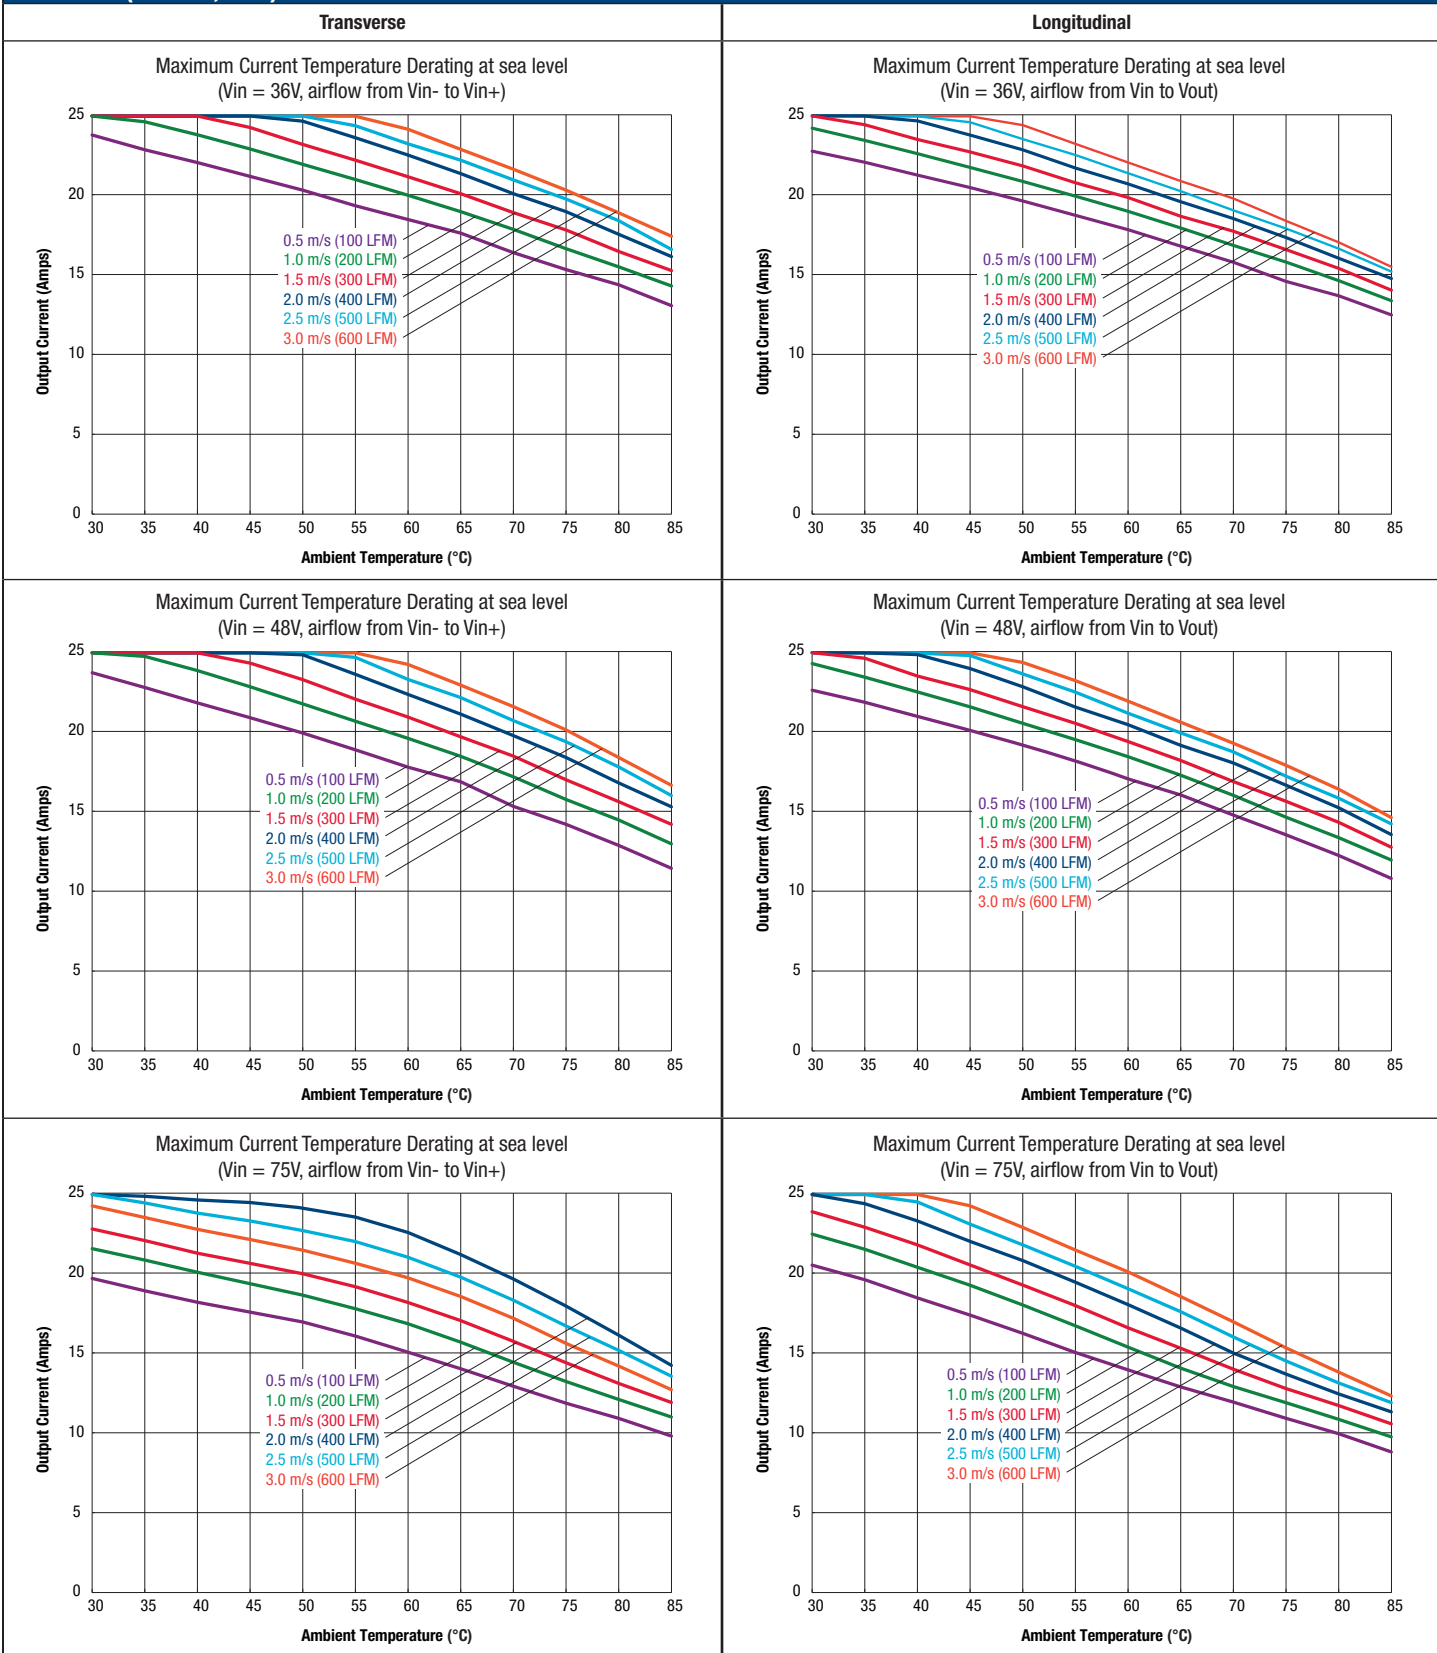 Transverse
Longitudinal
Maximum Current Temperature Derating at sea level
(Vin = 36V, airflow from Vin- to Vin+)
25
20
15
10
5
0
Output Current (Amps)
0.5 m/s (100 LFM)
1.0 m/s (200 LFM)
1.5 m/s (300 LFM)
2.0 m/s (400 LFM)
2.5 m/s (500 LFM)
3.0 m/s (600 LFM)
30 35 40 45 50 55 60 65 70 75 80 85
Ambient Temperature (°C)
Maximum Current Temperature Derating at sea level
(Vin = 36V, airflow from Vin to Vout)
25
20
15
10
5
0
Output Current (Amps)
0.5 m/s (100 LFM)
1.0 m/s (200 LFM)
1.5 m/s (300 LFM)
2.0 m/s (400 LFM)
2.5 m/s (500 LFM)
3.0 m/s (600 LFM)
30 35 40 45 50 55 60 65 70 75 80 85
Ambient Temperature (°C)
Maximum Current Temperature Derating at sea level
(Vin = 48V, airflow from Vin- to Vin+)
25
20
15
10
5
0
Output Current (Amps)
0.5 m/s (100 LFM)
1.0 m/s (200 LFM)
1.5 m/s (300 LFM)
2.0 m/s (400 LFM)
2.5 m/s (500 LFM)
3.0 m/s (600 LFM)
30 35 40 45 50 55 60 65 70 75 80 85
Ambient Temperature (°C)
Maximum Current Temperature Derating at sea level
(Vin = 48V, airflow from Vin to Vout)
25
20
15
10
5
0
Output Current (Amps)
0.5 m/s (100 LFM)
1.0 m/s (200 LFM)
1.5 m/s (300 LFM)
2.0 m/s (400 LFM)
2.5 m/s (500 LFM)
3.0 m/s (600 LFM)
30 35 40 45 50 55 60 65 70 75 80 85
Ambient Temperature (°C)
Maximum Current Temperature Derating at sea level
(Vin = 75V, airflow from Vin- to Vin+)
25
20
15
10
5
0
Output Current (Amps)
0.5 m/s (100 LFM)
1.0 m/s (200 LFM)
1.5 m/s (300 LFM)
2.0 m/s (400 LFM)
2.5 m/s (500 LFM)
3.0 m/s (600 LFM)
30 35 40 45 50 55 60 65 70 75 80 85
Ambient Temperature (°C)
Maximum Current Temperature Derating at sea level
(Vin = 75V, airflow from Vin to Vout)
25
20
15
10
5
0
Output Current (Amps)
0.5 m/s (100 LFM)
1.0 m/s (200 LFM)
1.5 m/s (300 LFM)
2.0 m/s (400 LFM)
2.5 m/s (500 LFM)
3.0 m/s (600 LFM)
30 35 40 45 50 55 60 65 70 75 80 85
Ambient Temperature (°C)